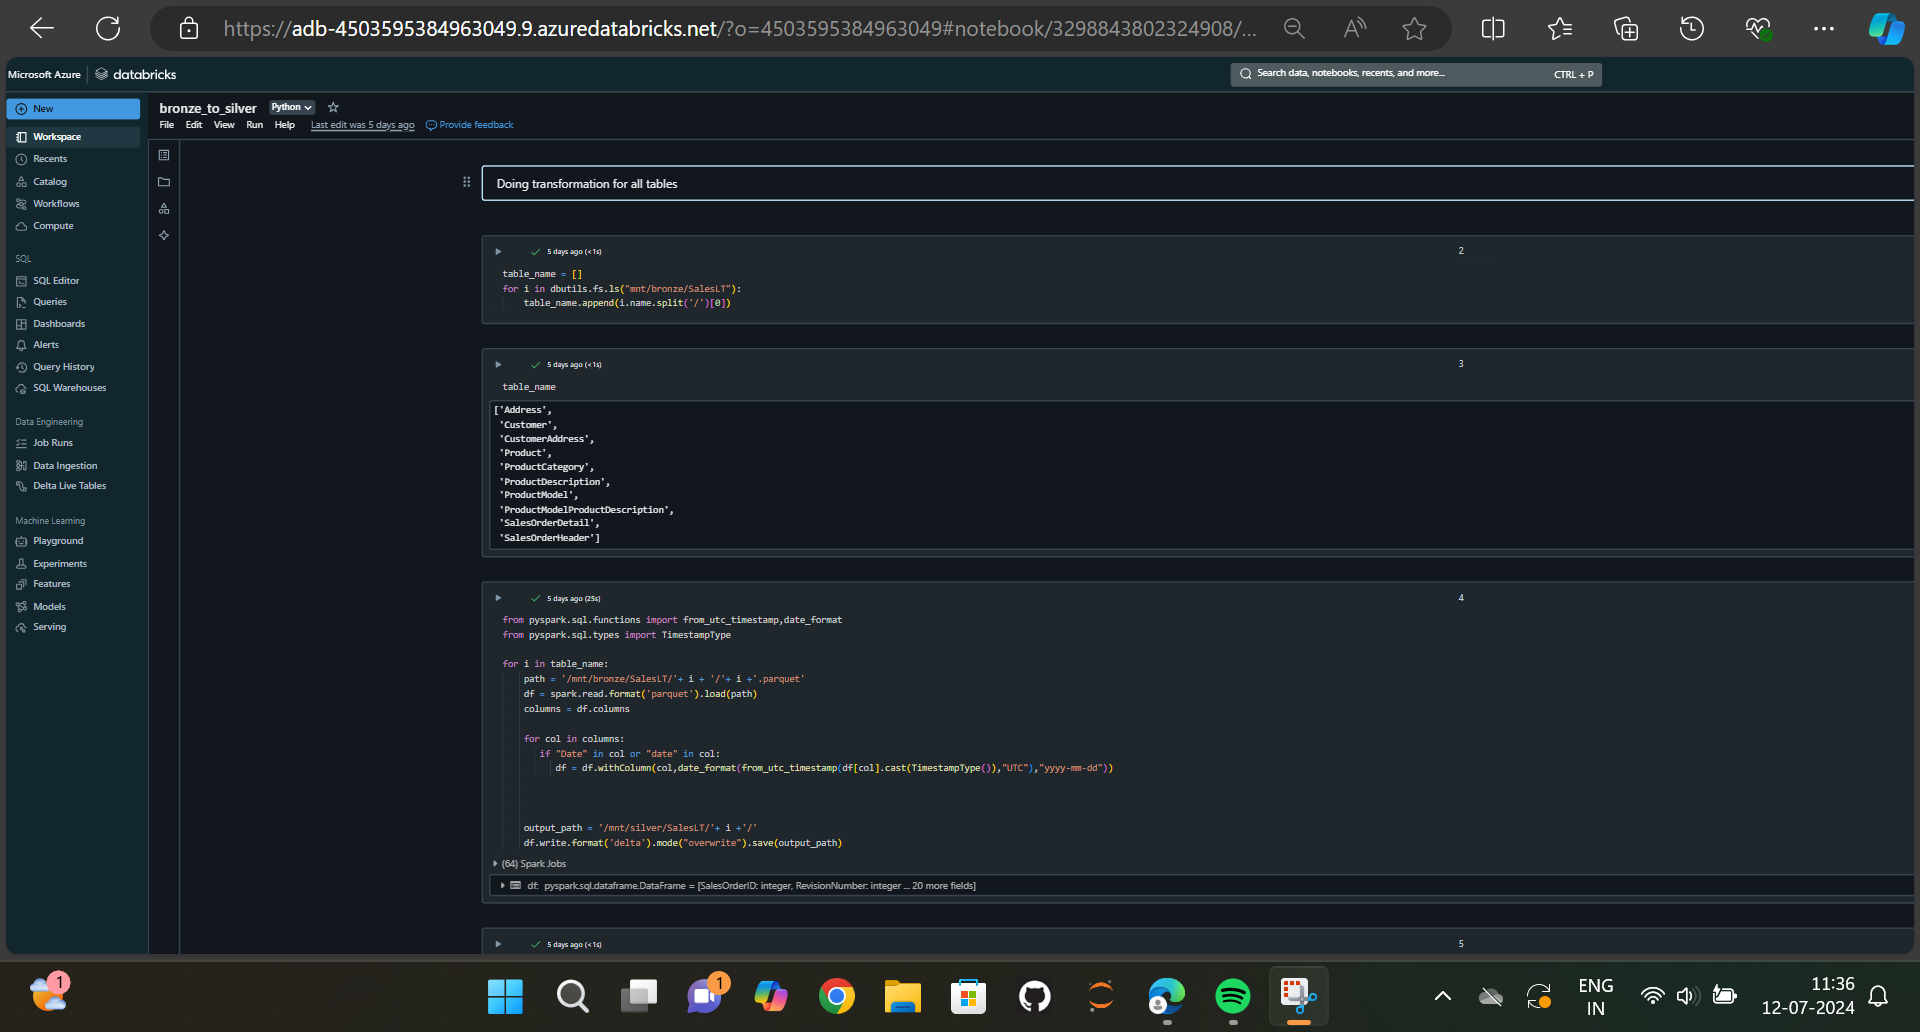 https://adb-4503595384963049.9.azuredatabricks.net/?o=4503595384963049#notebook/3298843802324908/...
Microsoft Azure databricks
Search data, notebooks, recents, and more... CTRL + P
New
Workspace
Recents
Catalog
Workflows
Compute
SQL
SQL Editor
Queries
Dashboards
Alerts
Query History
SQL Warehouses
Data Engineering
Job Runs
Data Ingestion
Delta Live Tables
Machine Learning
Playground
Experiments
Features
Models
Serving
bronze_to_silver Python
File Edit View Run Help Last edit was 5 days ago Provide feedback
Doing transformation for all tables
5 days ago (<1s) 2
table_name = []
for i in dbutils.fs.ls("mnt/bronze/SalesLT"):
table_name.append(i.name.split('/')[0])
5 days ago (<1s) 3
table_name
['Address',
'Customer',
'CustomerAddress',
'Product',
'ProductCategory',
'ProductDescription',
'ProductModel',
'ProductModelProductDescription',
'SalesOrderDetail',
'SalesOrderHeader']
5 days ago (25s) 4
from pyspark.sql.functions import from_utc_timestamp,date_format
from pyspark.sql.types import TimestampType
for i in table_name:
path = '/mnt/bronze/SalesLT/'+ i + '/'+ i +'.parquet'
df = spark.read.format('parquet').load(path)
columns = df.columns
for col in columns:
if "Date" in col or "date" in col:
df = df.withColumn(col,date_format(from_utc_timestamp(df[col].cast(TimestampType()),"UTC"),"yyyy-mm-dd"))
output_path = '/mnt/silver/SalesLT/'+ i +'/'
df.write.format('delta').mode("overwrite").save(output_path)
(64) Spark Jobs
df: pyspark.sql.dataframe.DataFrame = [SalesOrderID: integer, RevisionNumber: integer ... 20 more fields]
5 days ago (<1s) 5
1
1
ENG
IN
11:36
12-07-2024